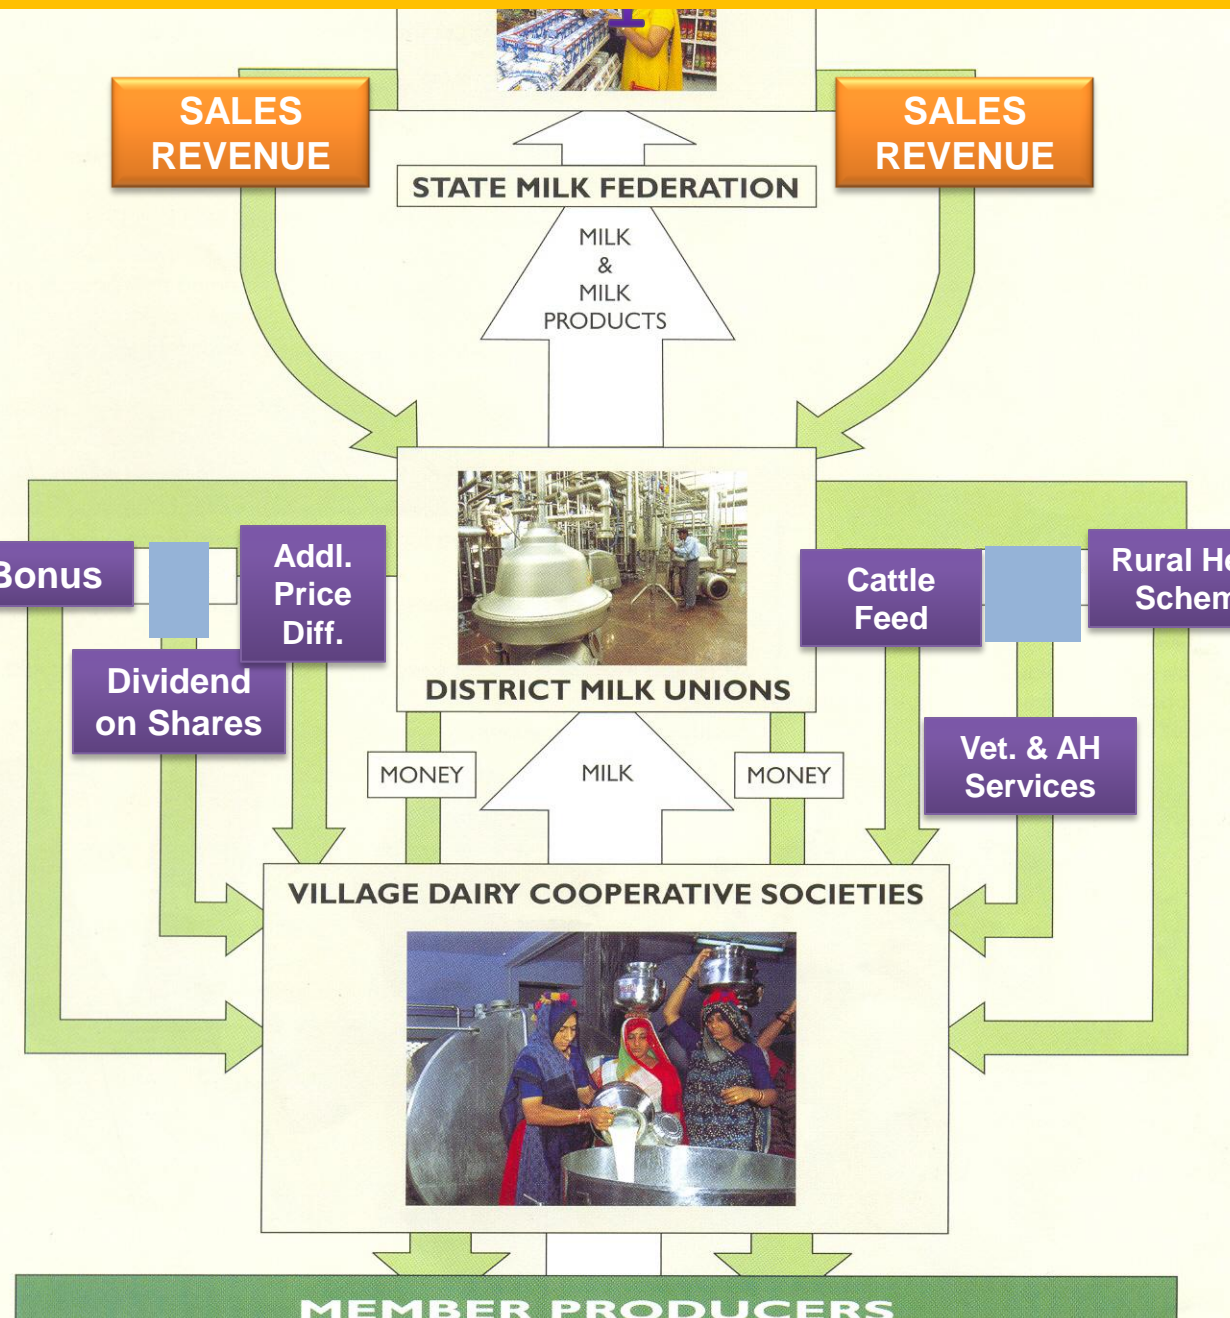 SALES
REVENUE
SALES
REVENUE
STATE MILK FEDERATION
MILK
&
MILK
PRODUCTS
Bonus
Addl.
Price
Diff.
Cattle
Feed
Rural
Dividend
on Shares
DISTRICT MILK UNIONS
Vet. & AH
Services
MONEY
MILK
MONEY
VILLAGE DAIRY COOPERATIVE SOCIETIES
MEMBER PRODUCERS